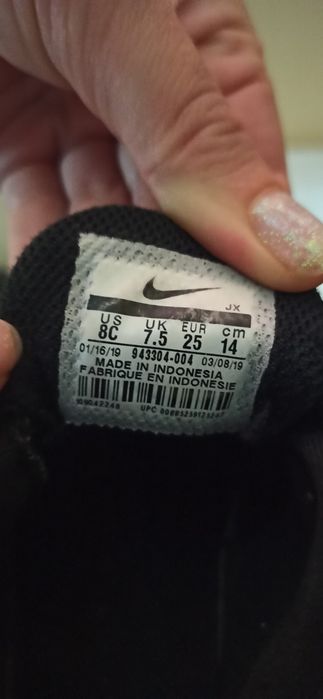 JX
US UK EUR cm
8C 7.5 25 14
01/16/19 943304-004 03/08/19
MADE IN INDONESIA
FABRIQUE EN INDONESIE
UPC